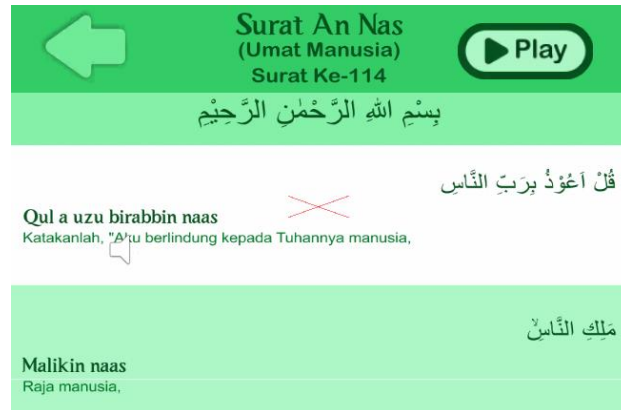 Surat An Nas
(Umat Manusia)
Surat Ke-114
Play
بِسْمِ اللهِ الرَّحْمٰنِ الرَّحِيْمِ
قُلْ اَعُوْذُ بِرَبِّ النَّاسِ
Qul a uzu birabbin naas
Katakanlah, "Aku berlindung kepada Tuhannya manusia,
مَلِكِ النَّاسِۙ
Malikin naas
Raja manusia,